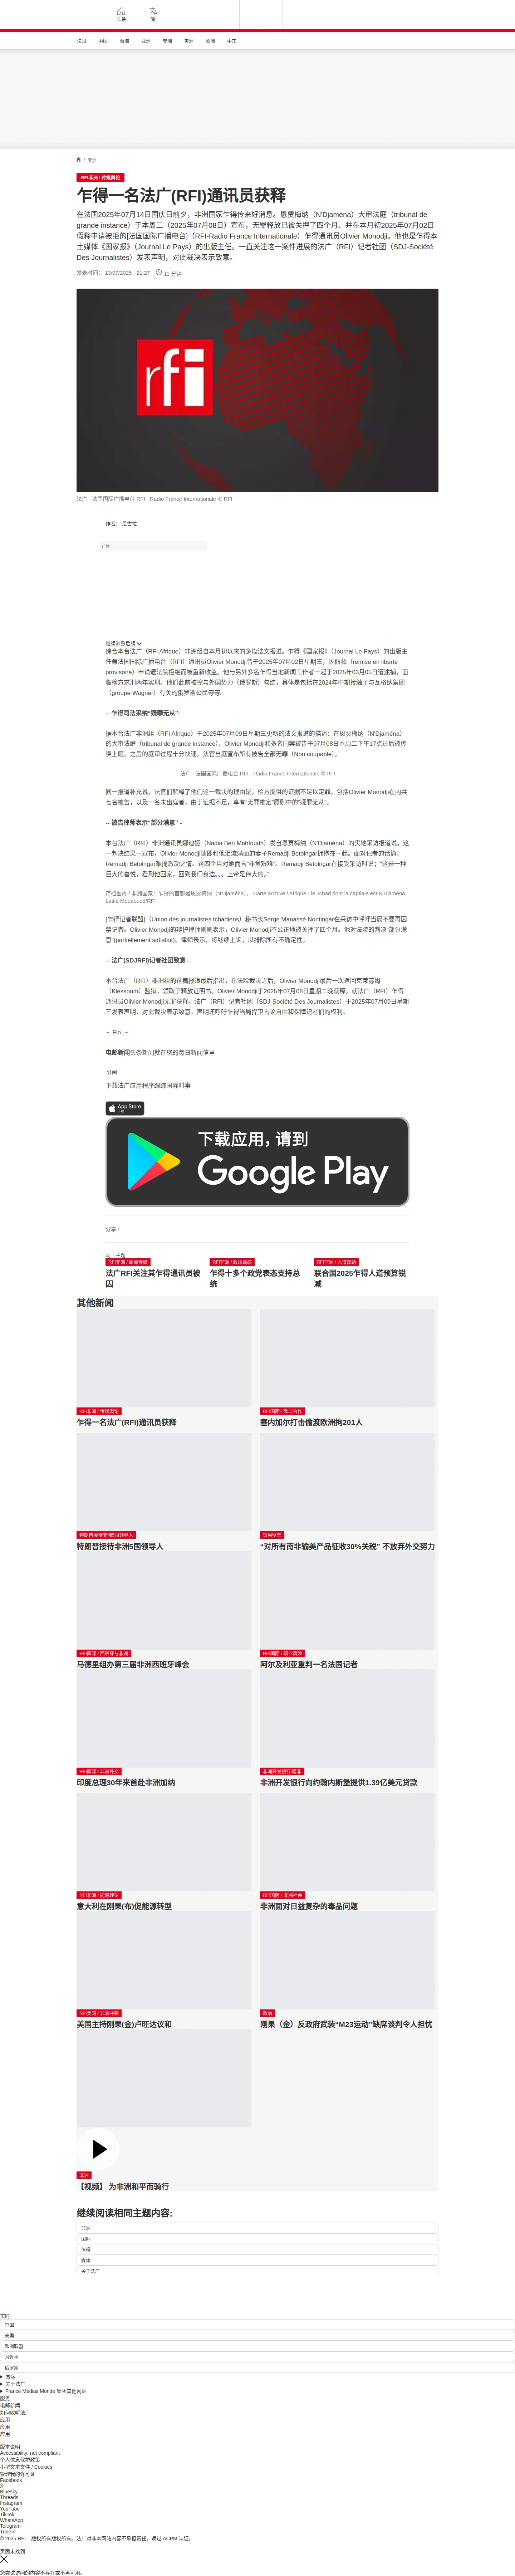 头条
繁
法国
中国
台海
亚洲
非洲
美洲
欧洲
中东
/ 非洲
RFI非洲 / 传媒舆论
乍得一名法广(RFI)通讯员获释
在法国2025年07月14日国庆日前夕，非洲国家乍得传来好消息。恩贾梅纳（N'Djaména）大审法庭（tribunal de
grande instance）于本周二（2025年07月08日）宣布，无罪释放已被关押了四个月、并在本月初2025年07月02日
假释申请被拒的[法国国际广播电台]（RFI-Radio France Internationale）乍得通讯员Olivier Monodji。他也是乍得本
土媒体《国家报》（Journal Le Pays）的出版主任。一直关注这一案件进展的法广（RFI）记者社团（SDJ-Société
Des Journalistes）发表声明，对此裁决表示致意。
发表时间： 13/07/2025 - 21:27 11 分钟
rfi
法广 - 法国国际广播电台 RFI - Radio France Internationale © RFI
作者： 尼古拉
广告
继续浏览后续
综合本台法广（RFI Afrique）非洲组自本月初以来的多篇法文报道。乍得《国家报》（Journal Le Pays）的出版主
任兼法国国际广播电台（RFI）通讯员Olivier Monodji曾于2025年07月02日星期三，因假释（remise en liberté
provisoire）申请遭法院拒绝而被重新收监。他与另外多名乍得当地新闻工作者一起于2025年03月05日遭逮捕，面
临检方求刑两年实刑。他们此前被控与外国势力（俄罗斯）勾结，具体是包括在2024年中期接触了与瓦格纳集团
（groupe Wagner）有关的俄罗斯公民等等。
-- 乍得司法采纳“疑罪无从”-
据本台法广非洲组（RFI Afrique）于2025年07月09日星期三更新的法文报道的描述：在恩贾梅纳（N'Djaména）
的大审法庭（tribunal de grande instance），Olivier Monodji和多名同案被告于07月08日本周二下午17点过后被传
唤上庭。之后的庭审过程十分快速。法官当庭宣布所有被告全部无罪（Non coupable）。
法广 - 法国国际广播电台 RFI - Radio France Internationale © RFI
同一报道补充说，法官们解释了他们这一裁决的理由是，检方提供的证据不足以定罪。包括Olivier Monodji在内共
七名被告，以及一名未出庭者，由于证据不足，享有“无罪推定”原则中的“疑罪无从”。
-- 被告律师表示“部分满意” -
本台法广（RFI）非洲通讯员娜迪娅（Nadia Ben Mahfoudh）发自恩贾梅纳（N'Djaména）的实地采访报道说，这
一判决结果一宣布，Olivier Monodji随即和他泪流满面的妻子Remadji Betolngar拥抱在一起。面对记者的话筒，
Remadji Betolngar难掩激动之情。这四个月对她而言“非常艰难”。Remadji Betolngar在接受采访时说；“这是一种
巨大的喜悦，看到他回家，回到我们身边。。。上帝是伟大的。”
存档图片 / 非洲国家：乍得的首都是恩贾梅纳（N'Djaména）。 Carte archive / Afrique - le Tchad dont la captiale est N'Djaména.
Latifa Mouaoued/RFI
[乍得记者联盟]（Union des journalistes tchadiens）秘书长Serge Manassé Nontingar在采访中呼吁当局不要再囚
禁记者。Olivier Monodji的辩护律师则则表示，Olivier Monodji不公正地被关押了四个月。他对法院的判决“部分满
意”(partiellement satisfait)。律师表示，将继续上诉，以排除所有不确定性。
-- 法广(SDJRFI)记者社团致意 -
本台法广（RFI）非洲组的这篇报道最后指出，在法院裁决之后，Olivier Monodji最后一次返回克莱苏姆
（Klessoum）监狱，领取了释放证明书。Olivier Monodji于2025年07月08日星期二晚获释。就法广（RFI）乍得
通讯员Olivier Monodji无罪获释。法广（RFI）记者社团（SDJ-Société Des Journalistes）于2025年07月09日星期
三发表声明，对此裁决表示致意。声明还呼吁乍得当局捍卫言论自由和保障记者们的权利。
~. Fin .~
电邮新闻头条新闻就在您的每日新闻信里
订阅
下载法广应用程序跟踪国际时事
App Store
下载
下载应用，请到
Google Play
分享 :
同一主题
RFI非洲 / 新闻传媒
法广RFI关注其乍得通讯员被
囚
RFI非洲 / 政坛动态
乍得十多个政党表态支持总
统
RFI非洲 / 人道援助
联合国2025乍得人道预算锐
减
其他新闻
RFI非洲 / 传媒舆论
乍得一名法广(RFI)通讯员获释
RFI国际 / 欧非合作
塞内加尔打击偷渡欧洲拘201人
特朗普接待非洲5国领导人
特朗普接待非洲5国领导人
贸易壁垒
“对所有南非输美产品征收30%关税” 不放弃外交努力
RFI国际 / 西班牙与非洲
马德里组办第三届非洲西班牙峰会
RFI国际 / 职业风险
阿尔及利亚重判一名法国记者
RFI国际 / 非洲外交
印度总理30年来首赴非洲加纳
非洲开发银行/南非
非洲开发银行向约翰内斯堡提供1.39亿美元贷款
RFI非洲 / 能源转型
意大利在刚果(布)促能源转型
RFI国际 / 非洲社会
非洲面对日益复杂的毒品问题
RFI美国 / 非洲冲突
美国主持刚果(金)卢旺达议和
政治
刚果（金）反政府武装“M23运动”缺席谈判令人担忧
非洲
【视频】 为非洲和平而骑行
继续阅读相同主题内容:
非洲
国际
乍得
媒体
关于法广
实时
中国
美国
欧洲联盟
习近平
俄罗斯
国际
关于法广
France Médias Monde 集团其他网站
服务
电邮新闻
如何收听法广
应用
应用
应用
版本说明
Accessibility: not compliant
个人信息保护政策
小型文本文件 / Cookies
管理我的许可证
Facebook
X
Bluesky
Threads
Instagram
YouTube
TikTok
WhatsApp
Telegram
TuneIn
© 2025 RFI – 版权所有版权所有。法广对非本网站内容不承担责任。通过 ACPM 认证。
页面未找到
您尝试访问的内容不存在或不再可用。